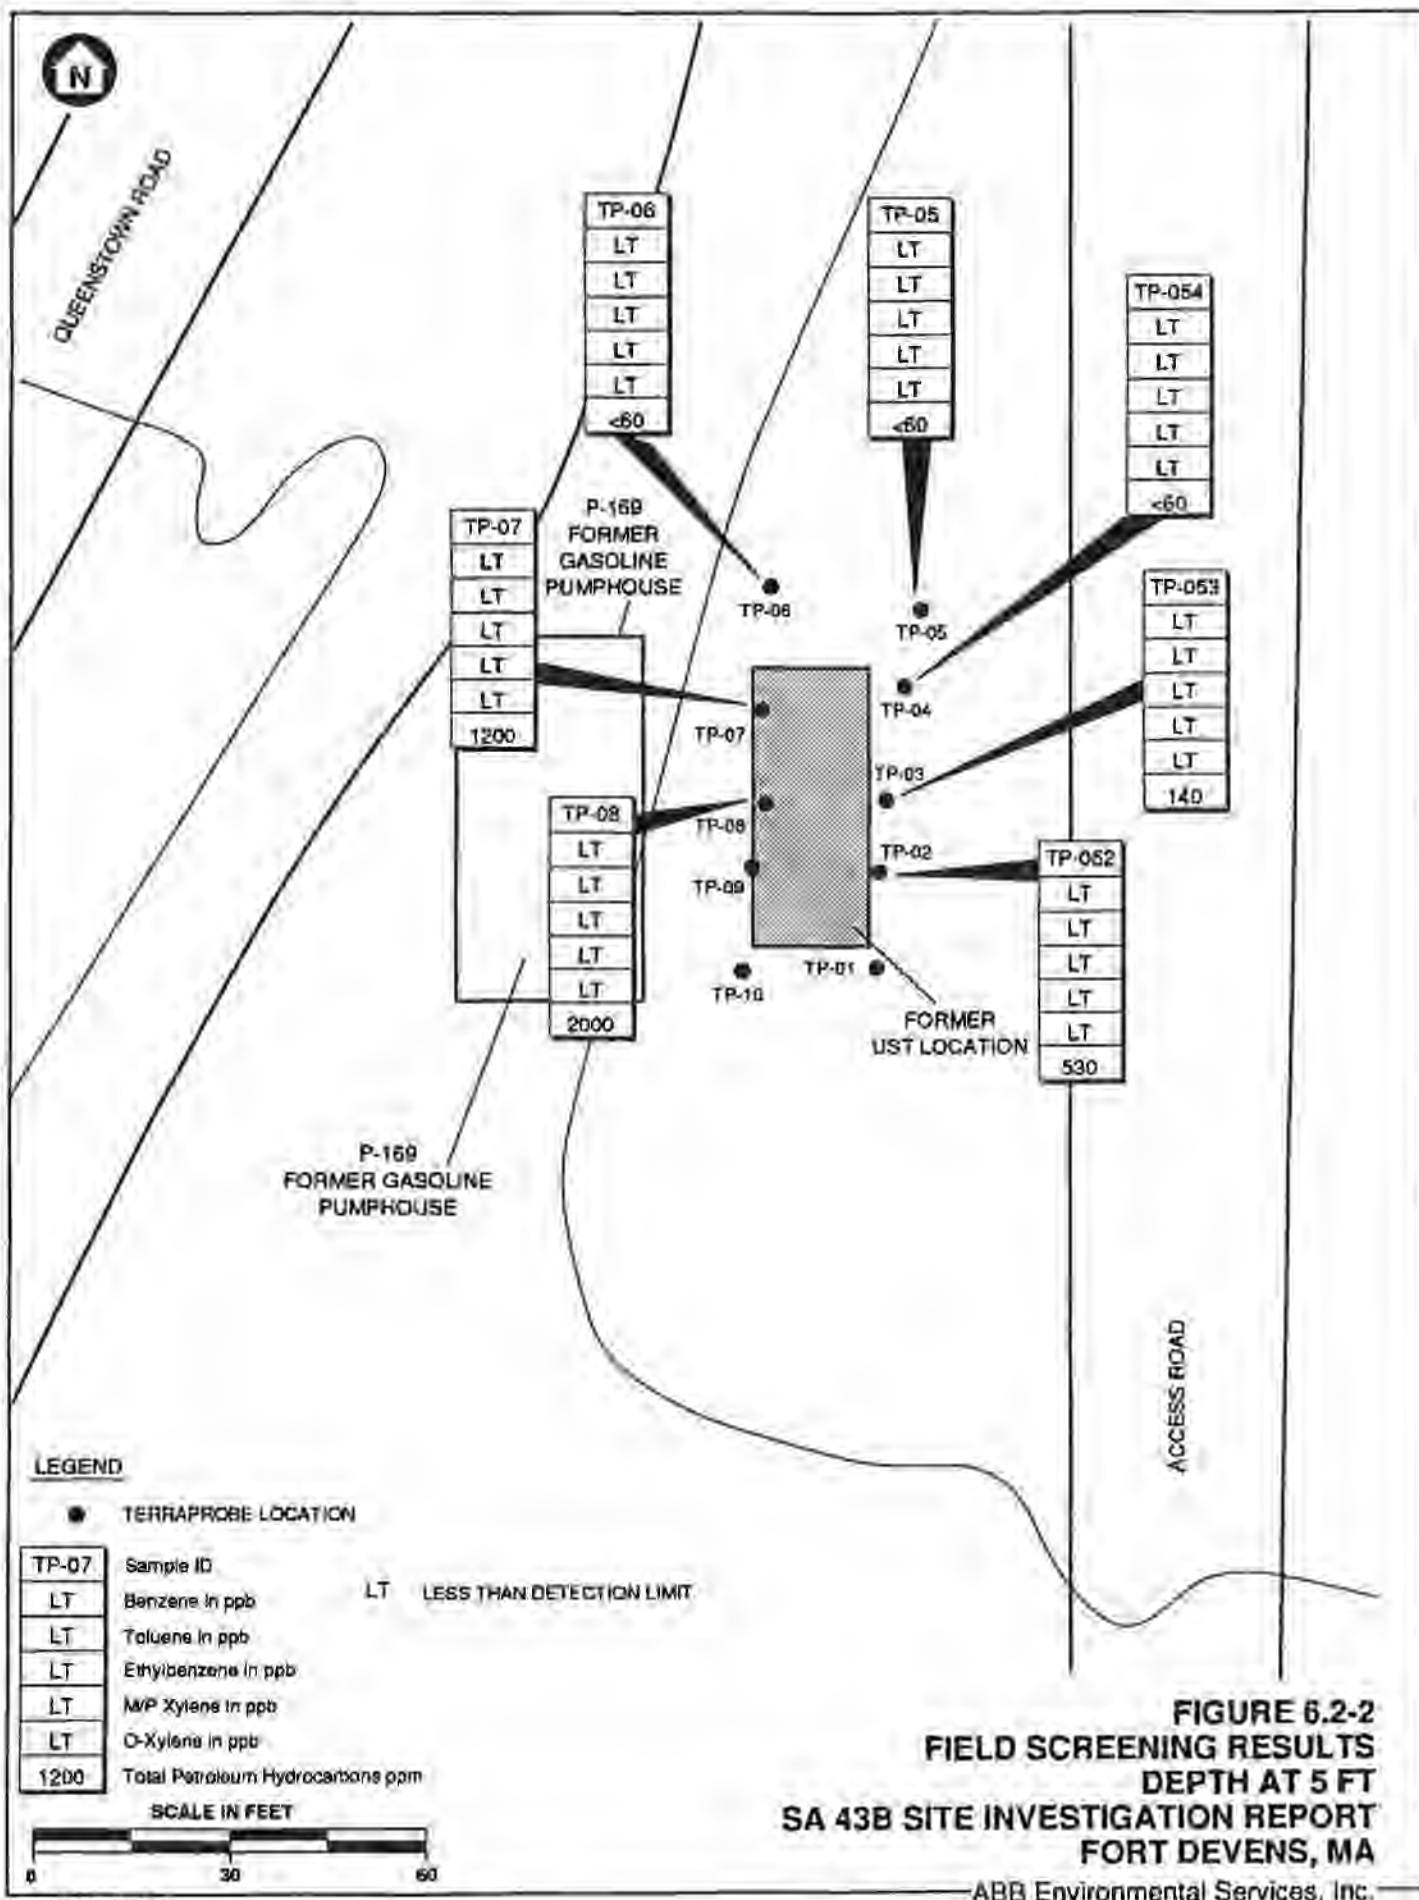 N
QUEENSTOWN ROAD
TP-06
LT
LT
LT
LT
LT
<60
TP-05
LT
LT
LT
LT
LT
<60
TP-054
LT
LT
LT
LT
LT
<60
TP-07
LT
LT
LT
LT
LT
1200
P-169
FORMER
GASOLINE
PUMPHOUSE
TP-06
TP-05
TP-053
LT
LT
LT
LT
LT
140
TP-04
TP-07
TP-03
TP-08
LT
LT
LT
LT
LT
2000
TP-08
TP-02
TP-09
TP-052
LT
LT
LT
LT
LT
530
TP-10
TP-01
FORMER
UST LOCATION
P-169
FORMER GASOLINE
PUMPHOUSE
ACCESS ROAD
LEGEND
TERRAPROBE LOCATION
TP-07 Sample ID
LT Benzene in ppb
LT LESS THAN DETECTION LIMIT
LT Toluene in ppb
LT Ethylbenzene in ppb
LT M/P Xylene in ppb
LT O-Xylene in ppb
1200 Total Petroleum Hydrocarbons ppm
SCALE IN FEET
0 30 60
FIGURE 6.2-2
FIELD SCREENING RESULTS
DEPTH AT 5 FT
SA 43B SITE INVESTIGATION REPORT
FORT DEVENS, MA
ABB Environmental Services, Inc.